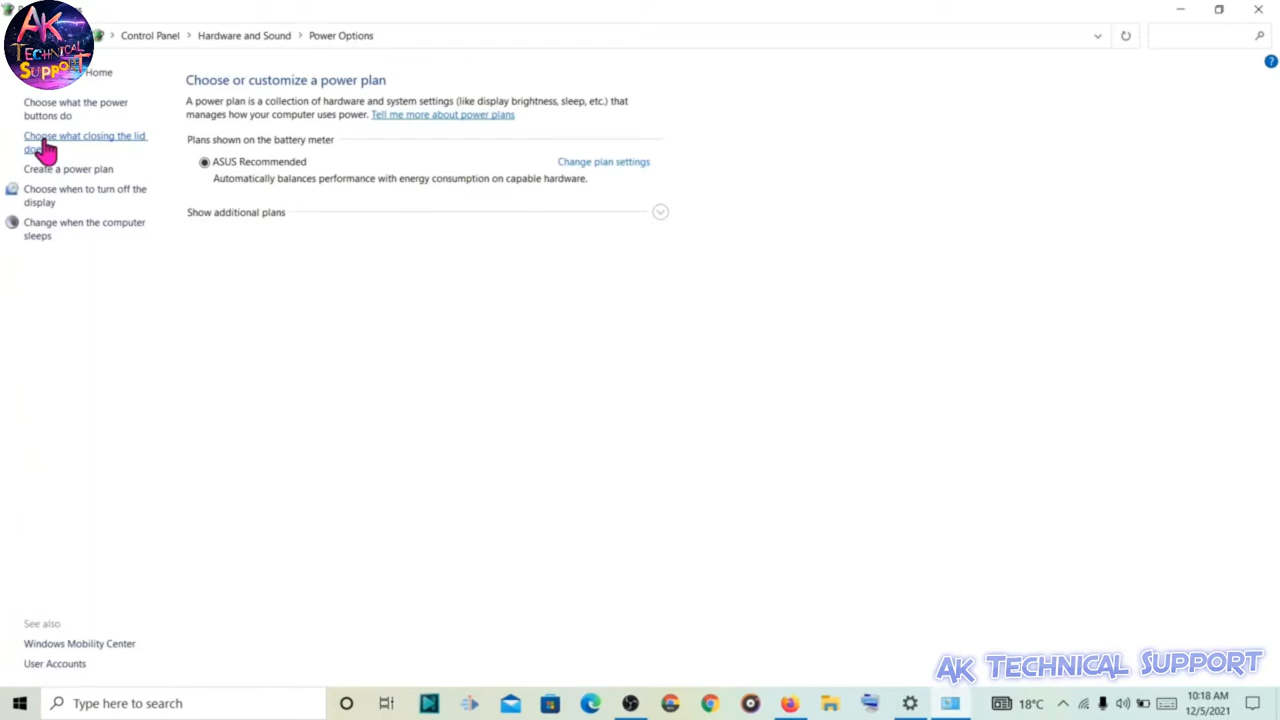 AK
TECHNICAL
SUPPORT
Control Panel
Hardware and Sound
Power Options
Home
Choose or customize a power plan
Choose what the power
buttons do
A power plan is a collection of hardware and system settings (like display brightness, sleep, etc.) that
manages how your computer uses power. Tell me more about power plans
Choose what closing the lid
Plans shown on the battery meter
ASUS Recommended
Change plan settings
Create a power plan
Automatically balances performance with energy consumption on capable hardware.
Choose when to turn off the
display
Show additional plans
Change when the computer
sleeps
See also
Windows Mobility Center
User Accounts
AK TECHNICAL SUPPORT
Type here to search
18°C
10:18 AM
12/5/2021